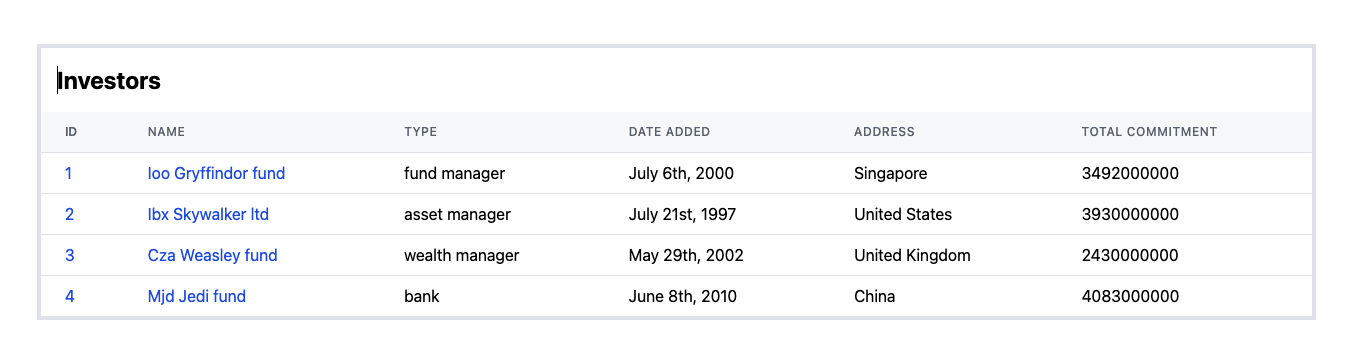 Investors
ID NAME TYPE DATE ADDED ADDRESS TOTAL COMMITMENT
1 Ioo Gryffindor fund fund manager July 6th, 2000 Singapore 3492000000
2 Ibx Skywalker ltd asset manager July 21st, 1997 United States 3930000000
3 Cza Weasley fund wealth manager May 29th, 2002 United Kingdom 2430000000
4 Mjd Jedi fund bank June 8th, 2010 China 4083000000